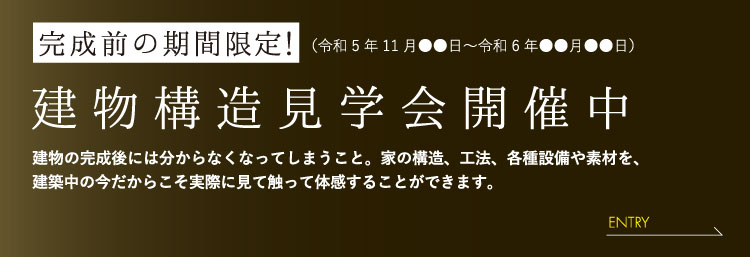 完成前の期間限定!（令和5年11月●●日～令和6年●●月●●日）
建物構造見学会開催中
建物の完成後には分からなくなってしまうこと。家の構造、工法、各種設備や素材を、
建築中の今だからこそ実際に見て触って体感することができます。
ENTRY